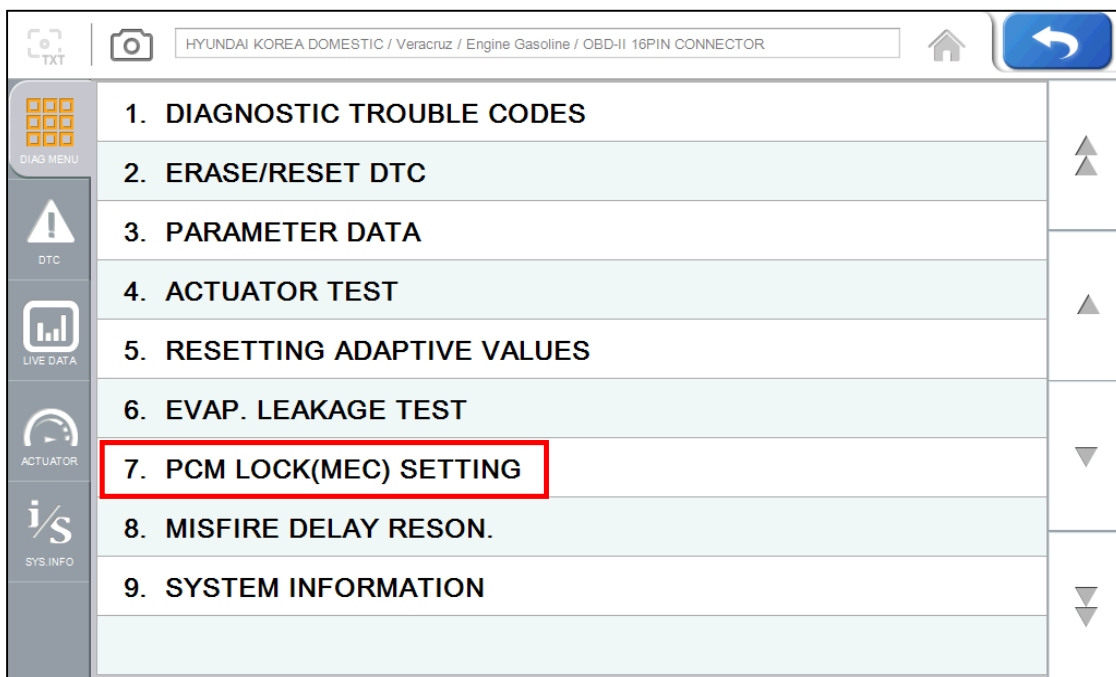 TXT
HYUNDAI KOREA DOMESTIC / Veracruz / Engine Gasoline / OBD-II 16PIN CONNECTOR
DIAG MENU
DTC
LIVE DATA
ACTUATOR
i/s
SYS.INFO
1. DIAGNOSTIC TROUBLE CODES
2. ERASE/RESET DTC
3. PARAMETER DATA
4. ACTUATOR TEST
5. RESETTING ADAPTIVE VALUES
6. EVAP. LEAKAGE TEST
7. PCM LOCK(MEC) SETTING
8. MISFIRE DELAY RESON.
9. SYSTEM INFORMATION